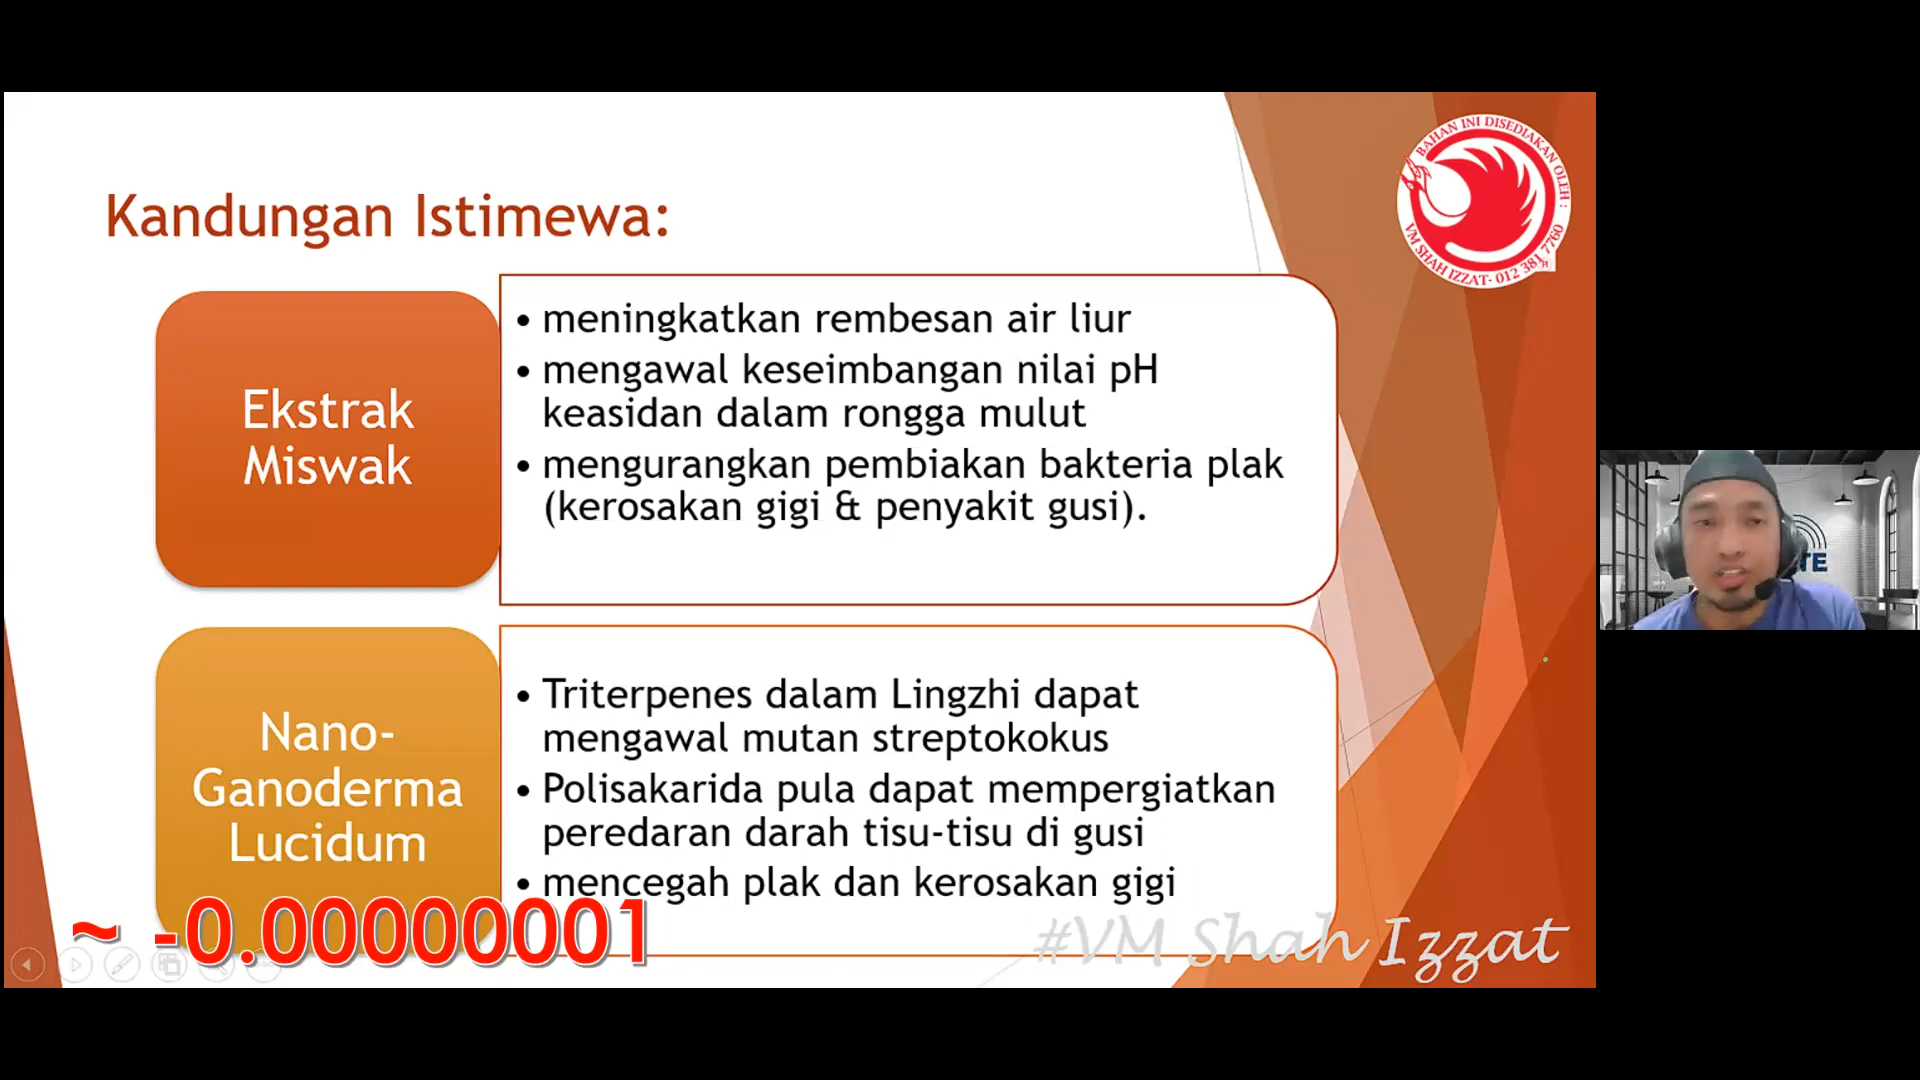 BAHAN INI DISEDIAKAN OLEH :
VM SHAH IZZAT- 012 381 7760
Kandungan Istimewa:
Ekstrak
Miswak
• meningkatkan rembesan air liur
• mengawal keseimbangan nilai pH
keasidan dalam rongga mulut
• mengurangkan pembiakan bakteria plak
(kerosakan gigi & penyakit gusi).
TE
Nano-
Ganoderma
Lucidum
• Triterpenes dalam Lingzhi dapat
mengawal mutan streptokokus
• Polisakarida pula dapat mempergiatkan
peredaran darah tisu-tisu di gusi
• mencegah plak dan kerosakan gigi
~ -0.00000001
#VM Shah Izzat